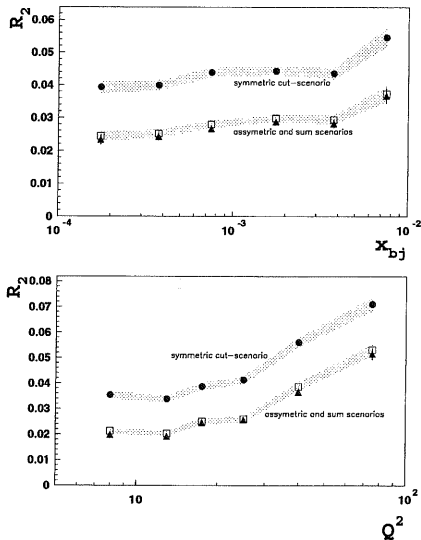 R2
0.06
0.05
0.04
0.03
0.02
0.01
0
symmetric cut-scenario
assymetric and sum scenarios
10^-4
10^-3
10^-2
x_bj
R2
0.08
0.07
0.06
0.05
0.04
0.03
0.02
0.01
0
symmetric cut-scenario
assymetric and sum scenarios
10
10^2
Q^2